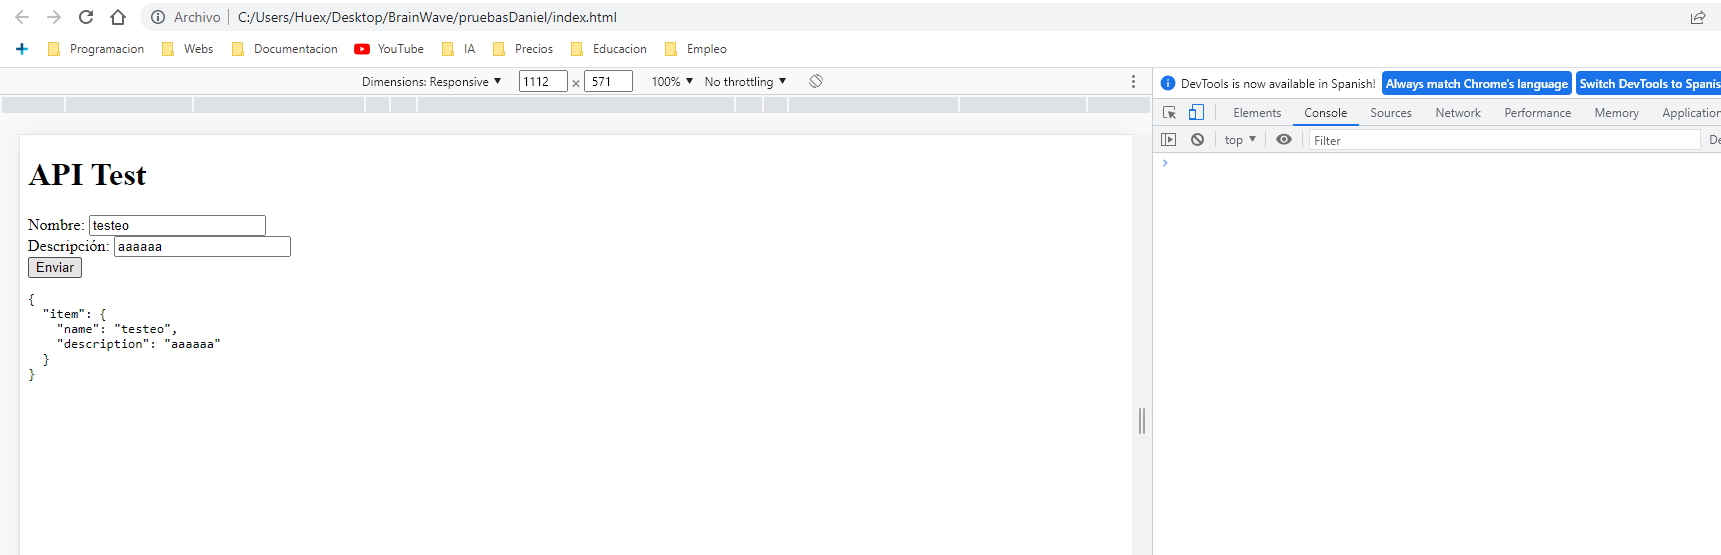 Archivo | C:/Users/Huex/Desktop/BrainWave/pruebasDaniel/index.html
Programacion Webs Documentacion YouTube IA Precios Educacion Empleo
Dimensions: Responsive ▼ 1112 × 571 100% ▼ No throttling ▼
DevTools is now available in Spanish! Always match Chrome's language Switch DevTools to Spanis
Elements Console Sources Network Performance Memory Application
top ▼ Filter De
API Test
Nombre: testeo
Descripción: aaaaaa
Enviar
{
  "item": {
    "name": "testeo",
    "description": "aaaaaa"
  }
}